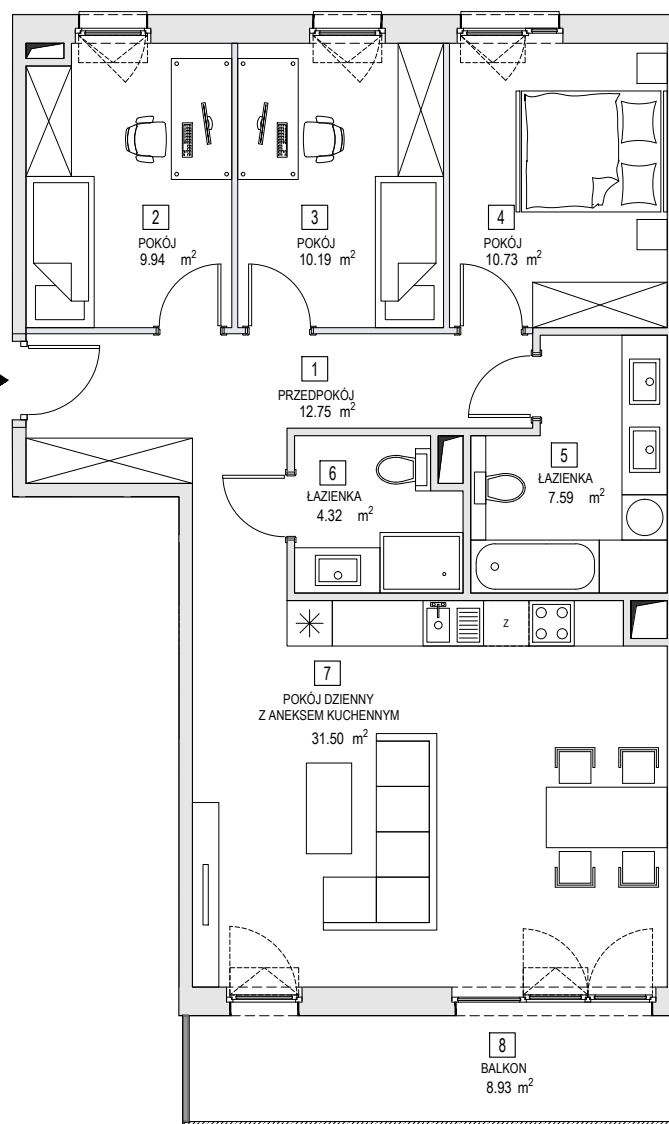 2
POKÓJ
9.94 m²
3
POKÓJ
10.19 m²
4
POKÓJ
10.73 m²
1
PRZEDPOKÓJ
12.75 m²
5
ŁAZIENKA
7.59 m²
6
ŁAZIENKA
4.32 m²
Z
7
POKÓJ DZIENNY
Z ANEKSEM KUCHENNYM
31.50 m²
8
BALKON
8.93 m²